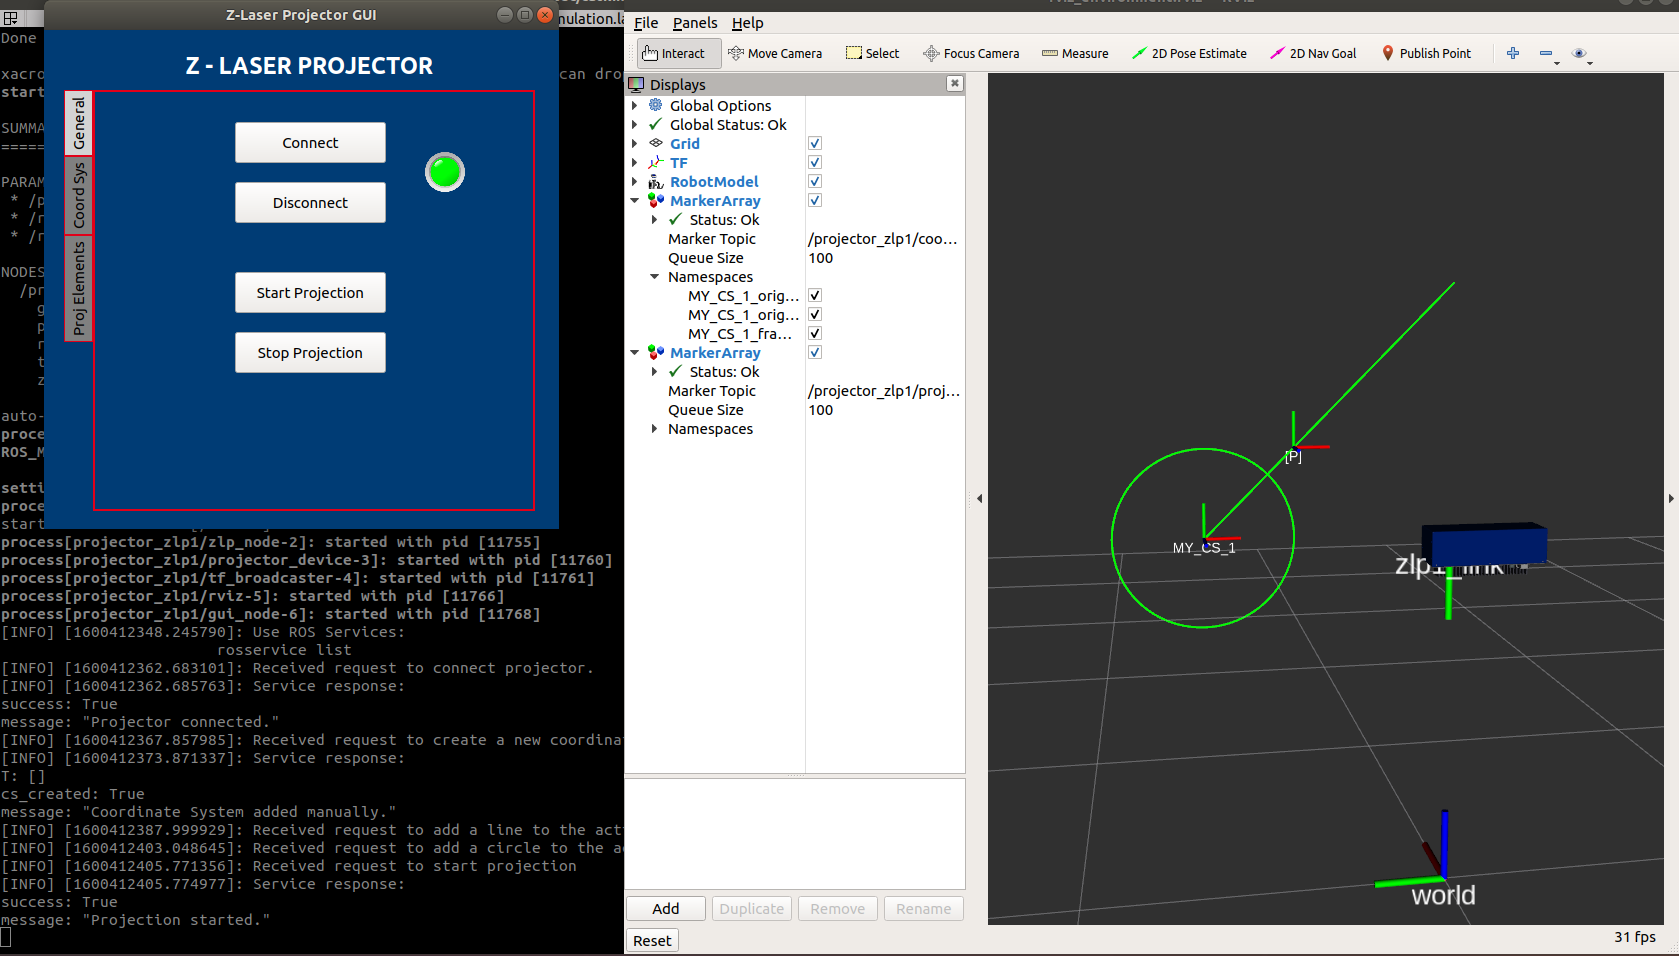 Z-Laser Projector GUI
Z - LASER PROJECTOR
General
Coord Sys
Proj Elements
Connect
Disconnect
Start Projection
Stop Projection
mulation.la
Done
xacro
can dro
start
SUMMA
=====
PARAM
* /p
* /r
* /r
NODES
/pr
g
p
r
t
z
auto-
proce
ROS_M
setti
proce
start
process[projector_zlp1/zlp_node-2]: started with pid [11755]
process[projector_zlp1/projector_device-3]: started with pid [11760]
process[projector_zlp1/tf_broadcaster-4]: started with pid [11761]
process[projector_zlp1/rviz-5]: started with pid [11766]
process[projector_zlp1/gui_node-6]: started with pid [11768]
[INFO] [1600412348.245790]: Use ROS Services:
rosservice list
[INFO] [1600412362.683101]: Received request to connect projector.
[INFO] [1600412362.685763]: Service response:
success: True
message: "Projector connected."
[INFO] [1600412367.857985]: Received request to create a new coordina
[INFO] [1600412373.871337]: Service response:
T: []
cs_created: True
message: "Coordinate System added manually."
[INFO] [1600412387.999929]: Received request to add a line to the act
[INFO] [1600412403.048645]: Received request to add a circle to the a
[INFO] [1600412405.771356]: Received request to start projection
[INFO] [1600412405.774977]: Service response:
success: True
message: "Projection started."
File Panels Help
Interact Move Camera Select Focus Camera Measure 2D Pose Estimate 2D Nav Goal Publish Point
Displays
Global Options
Global Status: Ok
Grid
TF
RobotModel
MarkerArray
Status: Ok
Marker Topic /projector_zlp1/coo...
Queue Size 100
Namespaces
MY_CS_1_orig...
MY_CS_1_orig...
MY_CS_1_fra...
MarkerArray
Status: Ok
Marker Topic /projector_zlp1/proj...
Queue Size 100
Namespaces
Add Duplicate Remove Rename
Reset
[P]
MY_CS_1
zlp1_link
world
31 fps